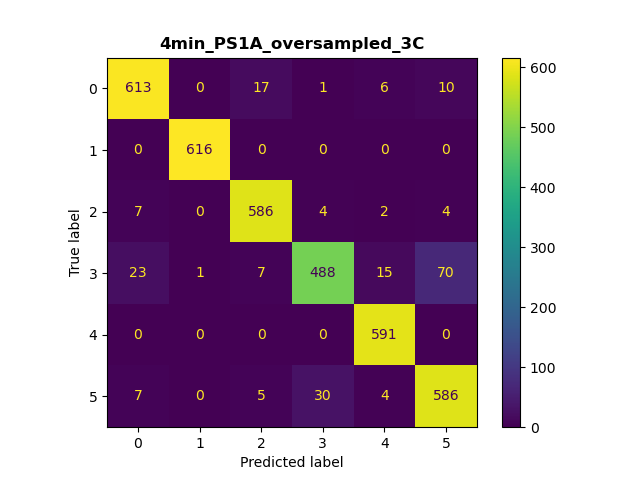 4min_PS1A_oversampled_3C
0 613 0 17 1 6 10
1 0 616 0 0 0 0
2 7 0 586 4 2 4
3 23 1 7 488 15 70
4 0 0 0 0 591 0
5 7 0 5 30 4 586
0 1 2 3 4 5
True label
Predicted label
600
500
400
300
200
100
0